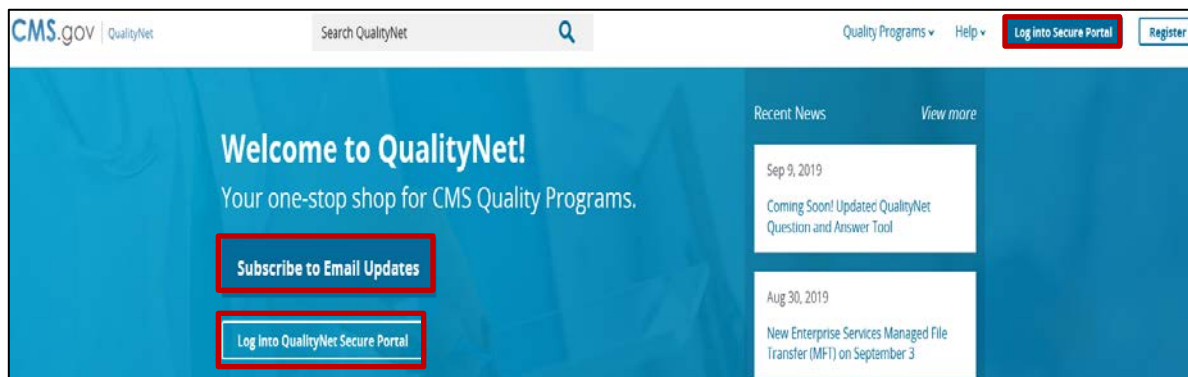 CMS.gov QualityNet Search QualityNet Quality Programs Help Log into Secure Portal Register
Welcome to QualityNet!
Your one-stop shop for CMS Quality Programs.
Subscribe to Email Updates
Log into QualityNet Secure Portal
Recent News View more
Sep 9, 2019
Coming Soon! Updated QualityNet
Question and Answer Tool
Aug 30, 2019
New Enterprise Services Managed File
Transfer (MFT) on September 3